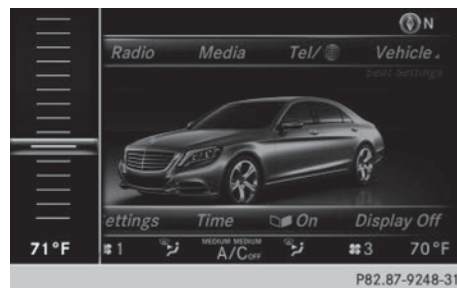 N
Radio Media Tel/ Vehicle
Seat Settings
ettings Time On Display Off
71°F 1 MEDIUM MEDIUM 3 70°F
A/C OFF
P82.87-9248-31